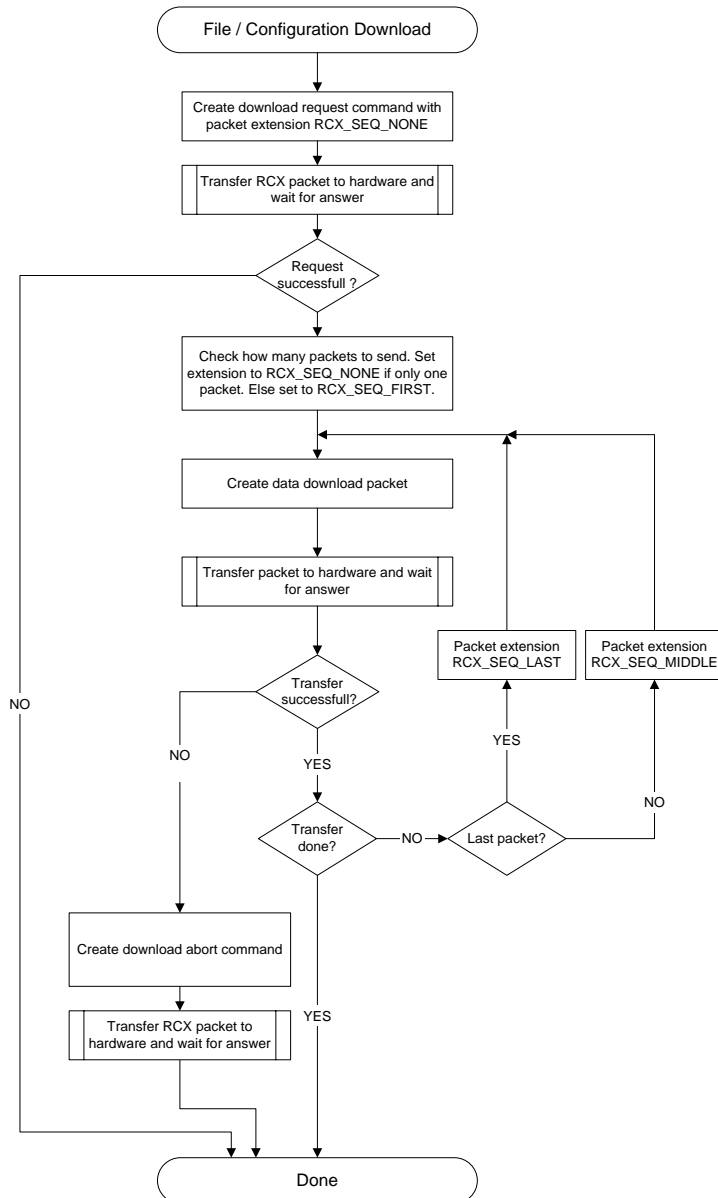 File / Configuration Download
Create download request command with
packet extension RCX_SEQ_NONE
Transfer RCX packet to hardware and
wait for answer
Request
successfull ?
Check how many packets to send. Set
extension to RCX_SEQ_NONE if only one
packet. Else set to RCX_SEQ_FIRST.
Create data download packet
Transfer packet to hardware and wait
for answer
Packet extension
RCX_SEQ_LAST
Packet extension
RCX_SEQ_MIDDLE
Transfer
successfull?
NO
NO
YES
YES
NO
Transfer
done?
NO
Last packet?
Create download abort command
YES
Transfer RCX packet to
hardware and wait for answer
Done